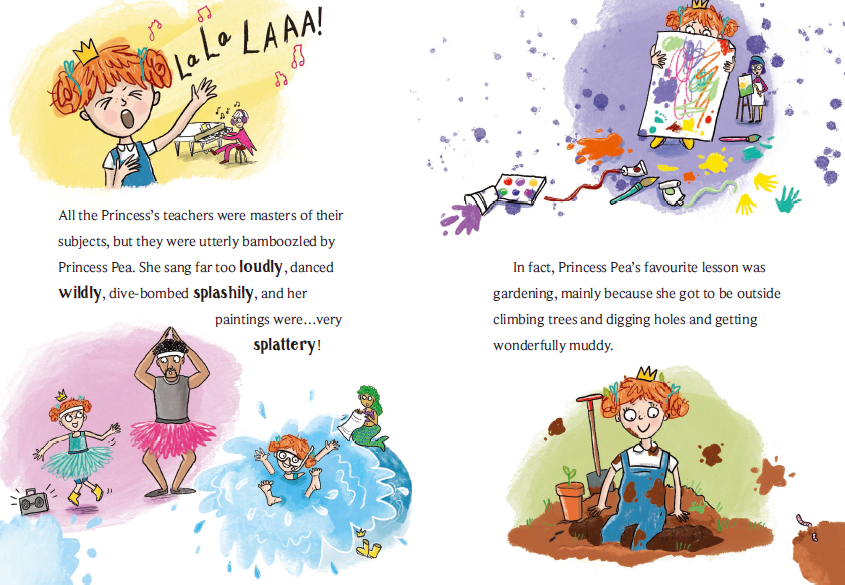 La La LAAA!
All the Princess’s teachers were masters of their
subjects, but they were utterly bamboozled by
Princess Pea. She sang far too loudly, danced
wildly, dive-bombed splashily, and her
paintings were…very
splattery!
In fact, Princess Pea’s favourite lesson was
gardening, mainly because she got to be outside
climbing trees and digging holes and getting
wonderfully muddy.